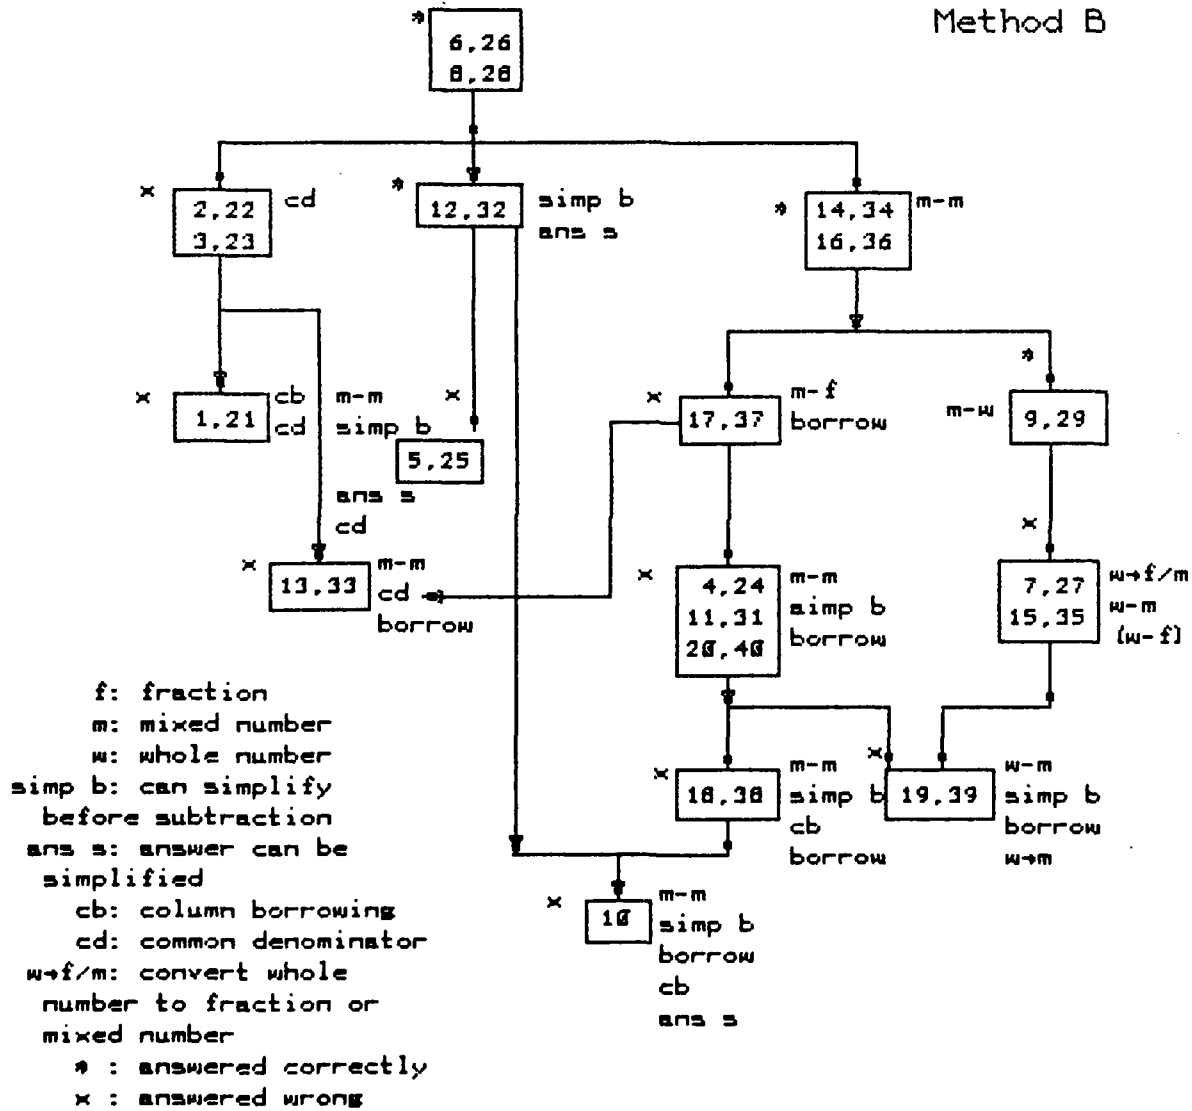 Method B
*
6,26
8,28
x
2,22
3,23
cd
*
12,32
simp b
ans s
*
14,34
16,36
m-m
x
1,21
cb
cd
m-m
simp b
ans s
cd
x
5,25
x
17,37
m-f
borrow
*
m-w
9,29
x
13,33
m-m
cd
borrow
x
4,24
11,31
20,40
m-m
simp b
borrow
x
7,27
15,35
w→f/m
w-m
(w-f)
x
18,38
m-m
simp b
cb
borrow
x
19,39
w-m
simp b
borrow
w→m
x
10
m-m
simp b
borrow
cb
ans s
f: fraction
m: mixed number
w: whole number
simp b: can simplify
before subtraction
ans s: answer can be
simplified
cb: column borrowing
cd: common denominator
w→f/m: convert whole
number to fraction or
mixed number
* : answered correctly
x : answered wrong